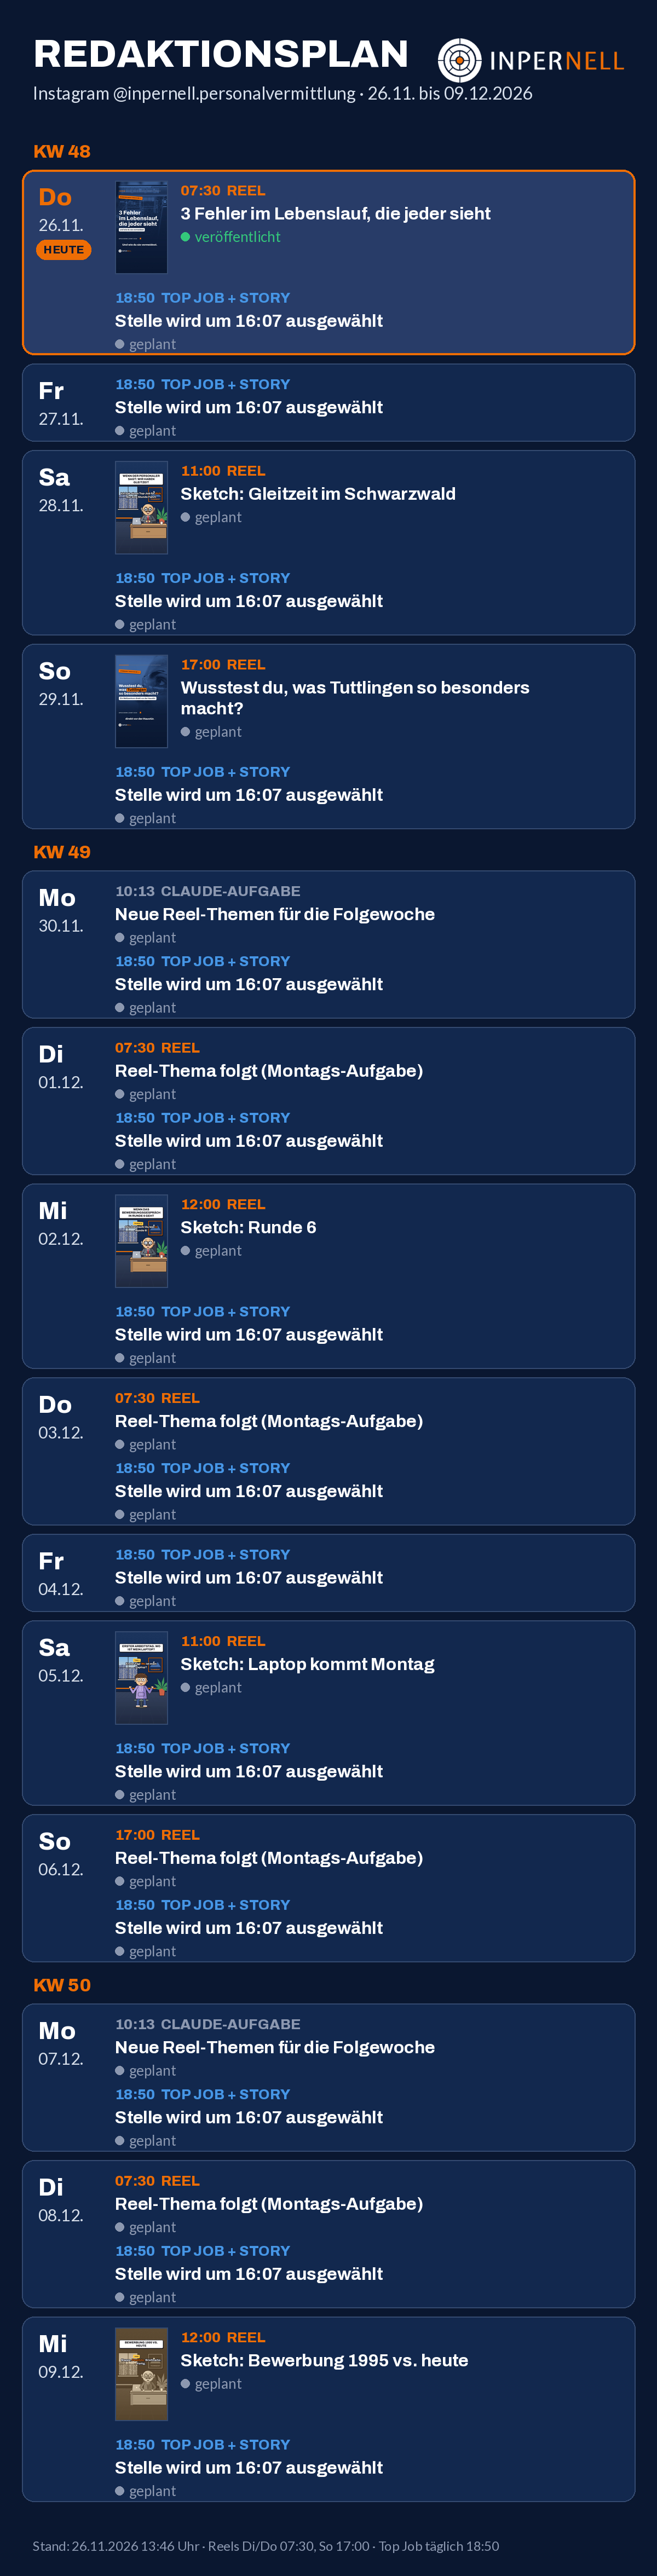 REDAKTIONSPLAN
INPERNELL
Instagram @inpernell.personalvermittlung · 26.11. bis 09.12.2026
KW 48
Do
26.11.
HEUTE
3 Fehler
im Lebenslauf,
die jeder sieht
07:30 REEL
3 Fehler im Lebenslauf, die jeder sieht
veröffentlicht
18:50 TOP JOB + STORY
Stelle wird um 16:07 ausgewählt
geplant
Fr
27.11.
18:50 TOP JOB + STORY
Stelle wird um 16:07 ausgewählt
geplant
Sa
28.11.
11:00 REEL
Sketch: Gleitzeit im Schwarzwald
geplant
18:50 TOP JOB + STORY
Stelle wird um 16:07 ausgewählt
geplant
So
29.11.
17:00 REEL
Wusstest du, was Tuttlingen so besonders
macht?
geplant
18:50 TOP JOB + STORY
Stelle wird um 16:07 ausgewählt
geplant
KW 49
Mo
30.11.
10:13 CLAUDE-AUFGABE
Neue Reel-Themen für die Folgewoche
geplant
18:50 TOP JOB + STORY
Stelle wird um 16:07 ausgewählt
geplant
Di
01.12.
07:30 REEL
Reel-Thema folgt (Montags-Aufgabe)
geplant
18:50 TOP JOB + STORY
Stelle wird um 16:07 ausgewählt
geplant
Mi
02.12.
12:00 REEL
Sketch: Runde 6
geplant
18:50 TOP JOB + STORY
Stelle wird um 16:07 ausgewählt
geplant
Do
03.12.
07:30 REEL
Reel-Thema folgt (Montags-Aufgabe)
geplant
18:50 TOP JOB + STORY
Stelle wird um 16:07 ausgewählt
geplant
Fr
04.12.
18:50 TOP JOB + STORY
Stelle wird um 16:07 ausgewählt
geplant
Sa
05.12.
11:00 REEL
Sketch: Laptop kommt Montag
geplant
18:50 TOP JOB + STORY
Stelle wird um 16:07 ausgewählt
geplant
So
06.12.
17:00 REEL
Reel-Thema folgt (Montags-Aufgabe)
geplant
18:50 TOP JOB + STORY
Stelle wird um 16:07 ausgewählt
geplant
KW 50
Mo
07.12.
10:13 CLAUDE-AUFGABE
Neue Reel-Themen für die Folgewoche
geplant
18:50 TOP JOB + STORY
Stelle wird um 16:07 ausgewählt
geplant
Di
08.12.
07:30 REEL
Reel-Thema folgt (Montags-Aufgabe)
geplant
18:50 TOP JOB + STORY
Stelle wird um 16:07 ausgewählt
geplant
Mi
09.12.
12:00 REEL
Sketch: Bewerbung 1995 vs. heute
geplant
18:50 TOP JOB + STORY
Stelle wird um 16:07 ausgewählt
geplant
Stand: 26.11.2026 13:46 Uhr · Reels Di/Do 07:30, So 17:00 · Top Job täglich 18:50